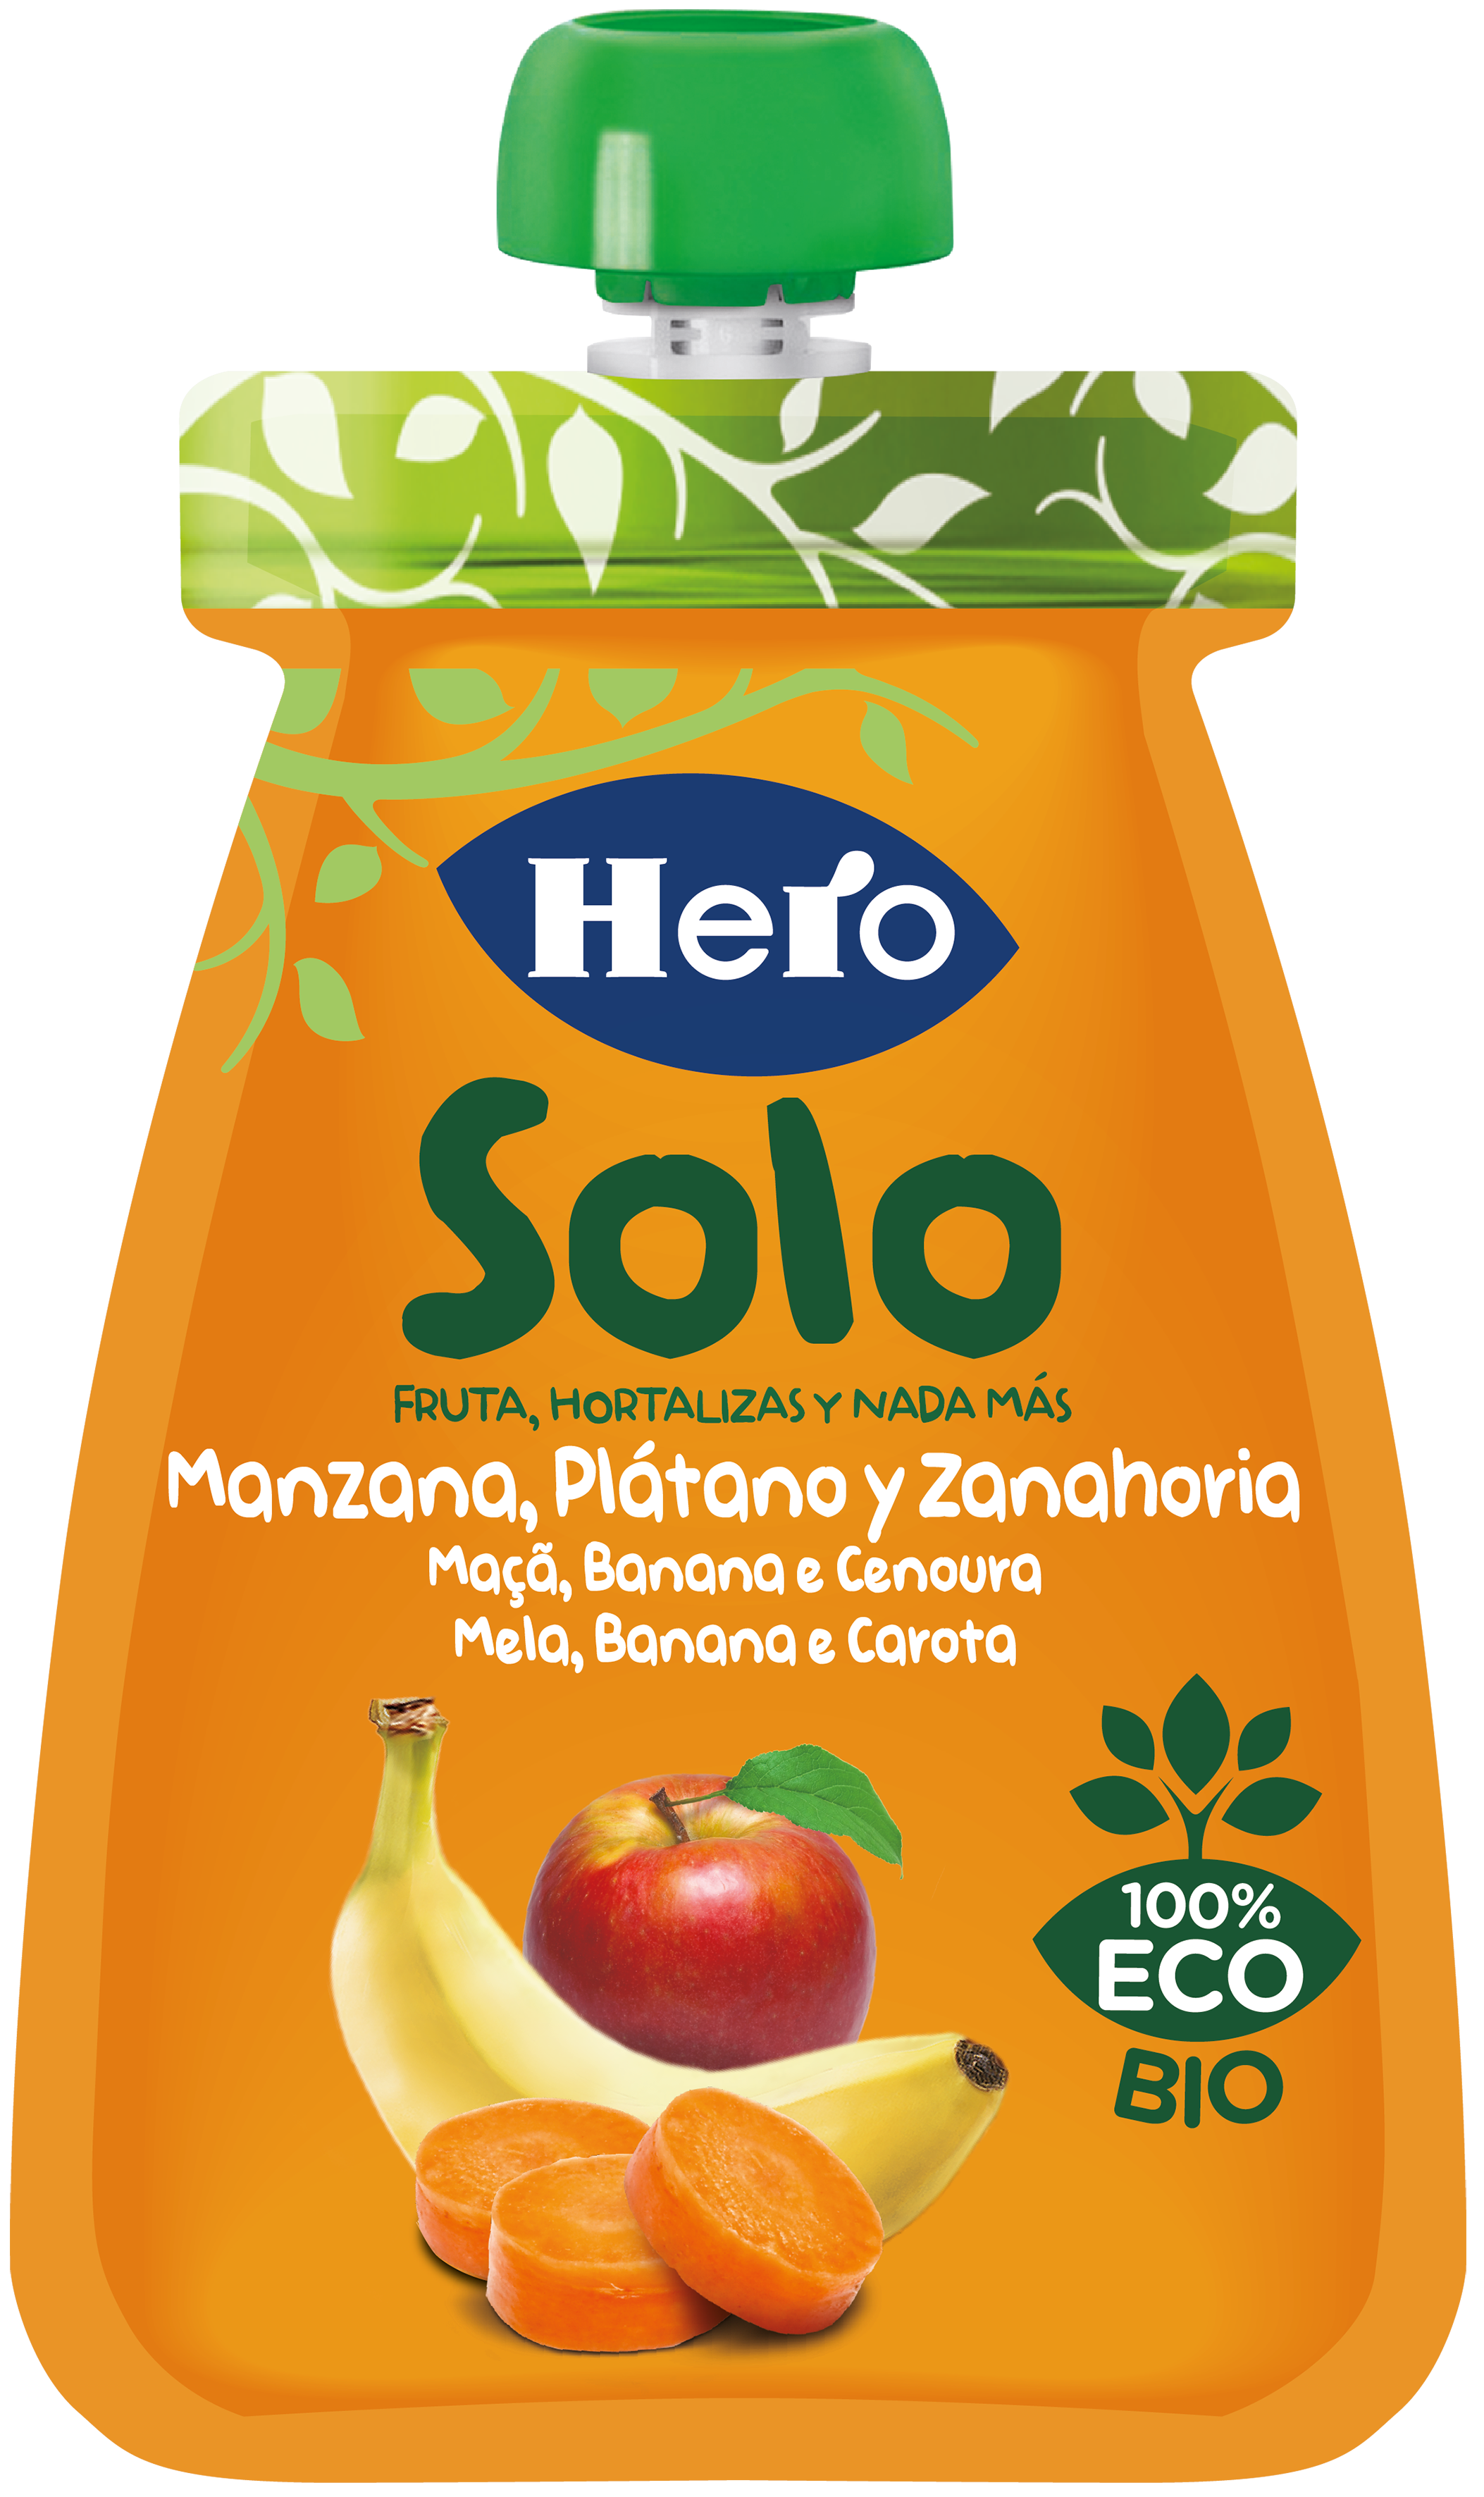 Hero
Solo
FRUTA, HORTALIZAS Y NADA MÁS
Manzana, Plátano y Zanahoria
Maçã, Banana e Cenoura
Mela, Banana e Carota
100%
ECO
BIO